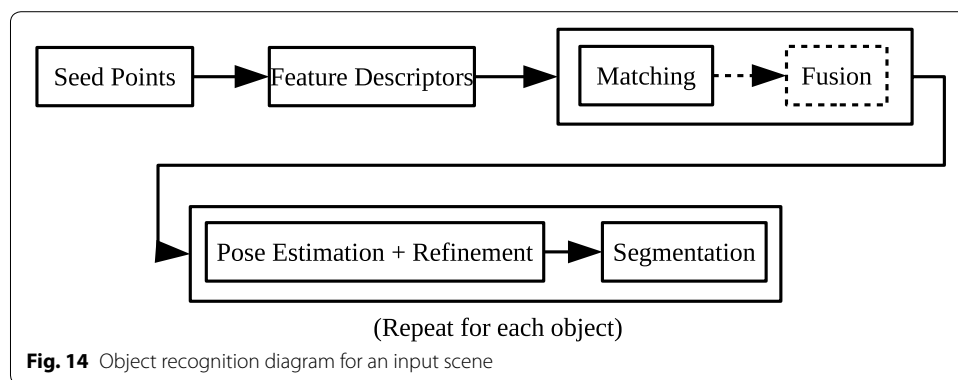 Seed Points
Feature Descriptors
Matching
Fusion
Pose Estimation + Refinement
Segmentation
(Repeat for each object)
Fig. 14 Object recognition diagram for an input scene